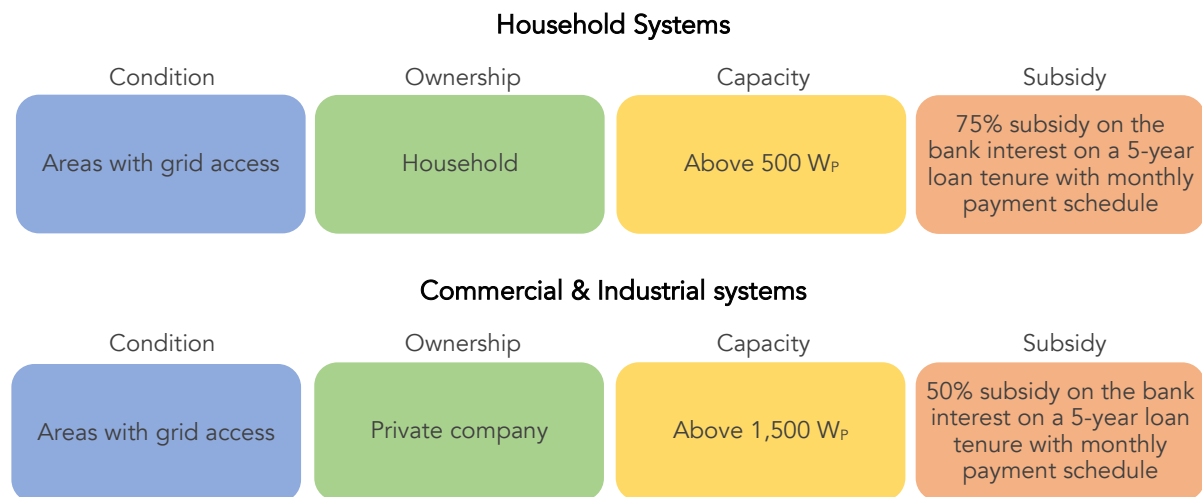 Household Systems
Condition Ownership Capacity Subsidy
Areas with grid access
Household
Above 500 WP
75% subsidy on the
bank interest on a 5-year
loan tenure with monthly
payment schedule
Commercial & Industrial systems
Condition Ownership Capacity Subsidy
Areas with grid access
Private company
Above 1,500 WP
50% subsidy on the bank
interest on a 5-year loan
tenure with monthly
payment schedule